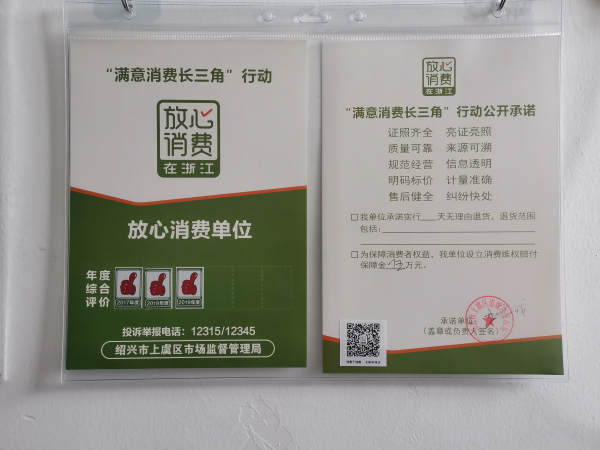 “满意消费长三角”行动
放心
消费
在浙江
放心消费单位
年度
综合
评价
2017年度
2019年度
2019年度
投诉举报电话：12315/12345
绍兴市上虞区市场监督管理局
放心
消费
在浙江
“满意消费长三角”行动公开承诺
证照齐全 亮证亮照
质量可靠 来源可溯
规范经营 信息透明
明码标价 计量准确
售后健全 纠纷快处
□我单位承诺实行___天无理由退货，退货范围
包括：
□为保障消费者权益，我单位设立消费维权赔付
保障金 万元。
承诺单位：
（盖章或负责人签名）